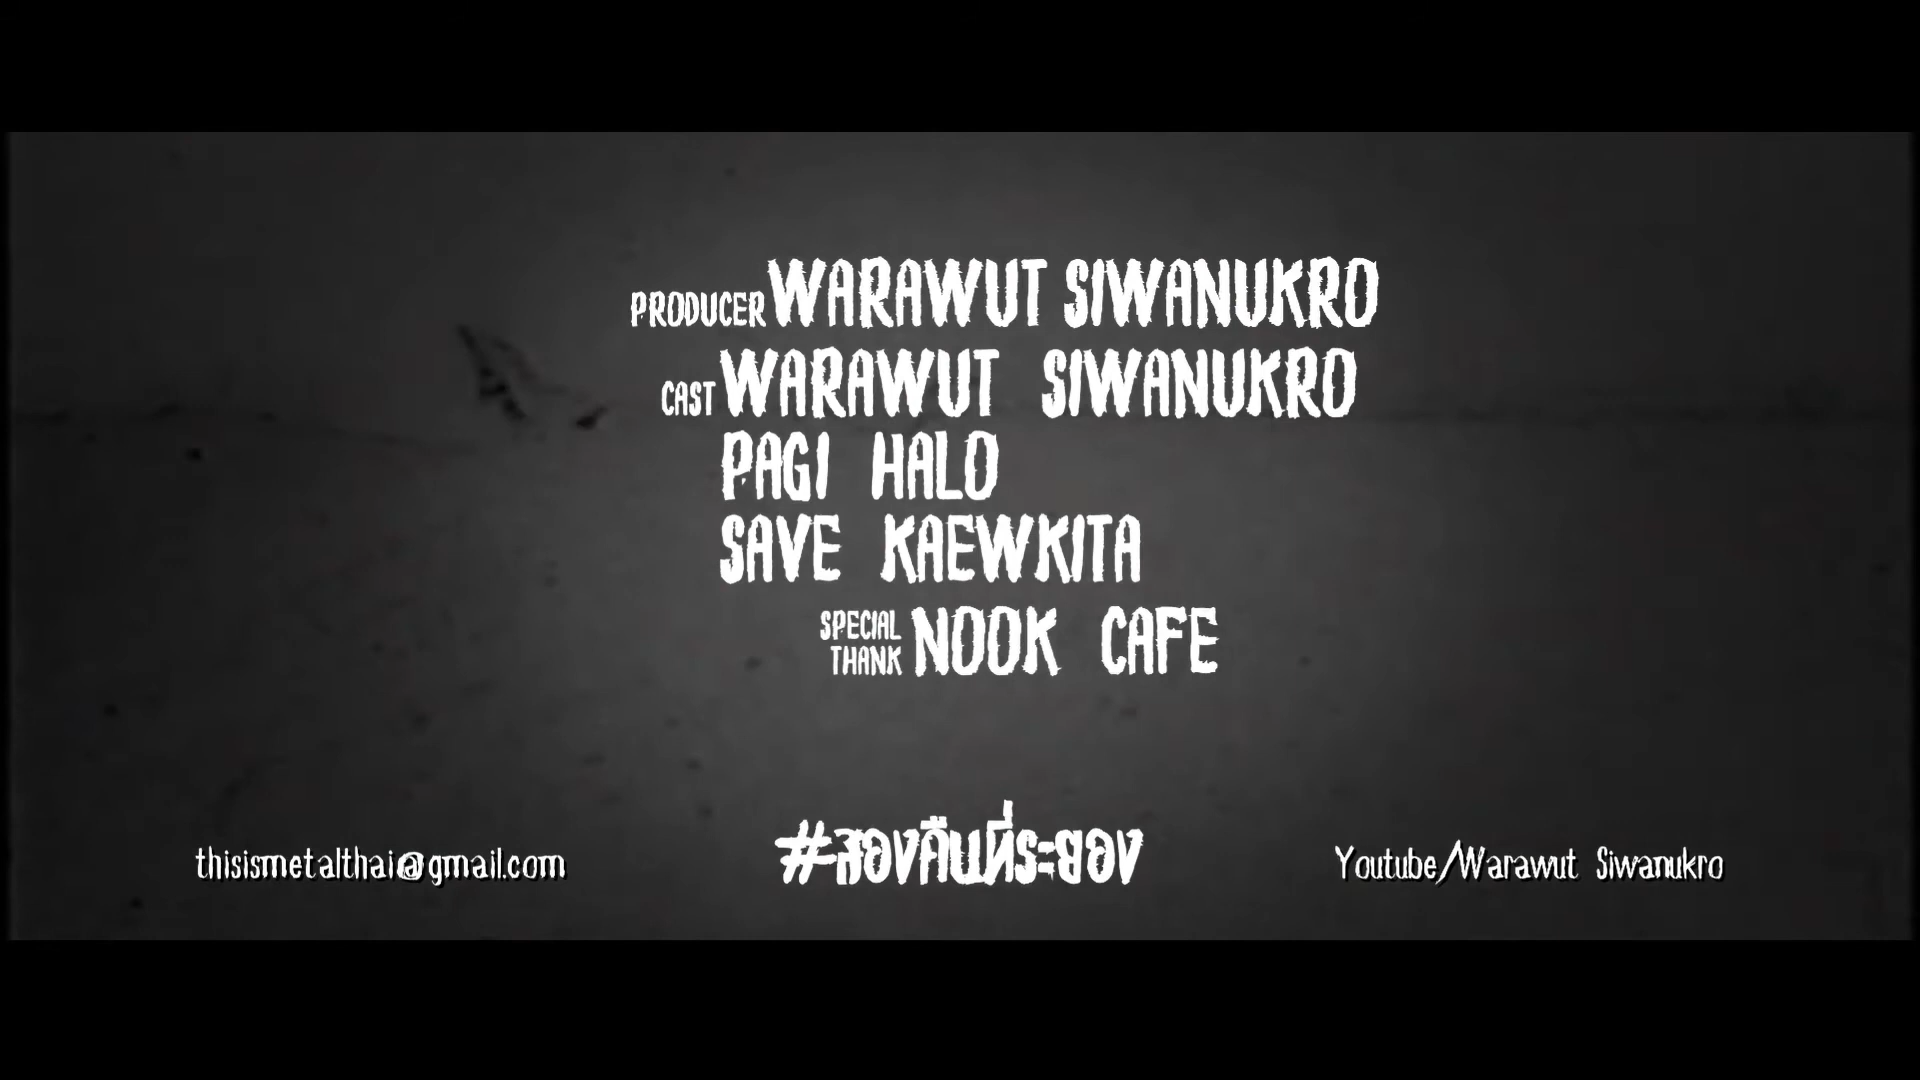 PRODUCER WARAWUT SIWANUKRO
CAST WARAWUT SIWANUKRO
PAGI HALO
SAVE KAEWKITA
SPECIAL THANK NOOK CAFE
#สองคืนที่ระยอง
thisismetalthai@gmail.com
Youtube/Warawut Siwanukro